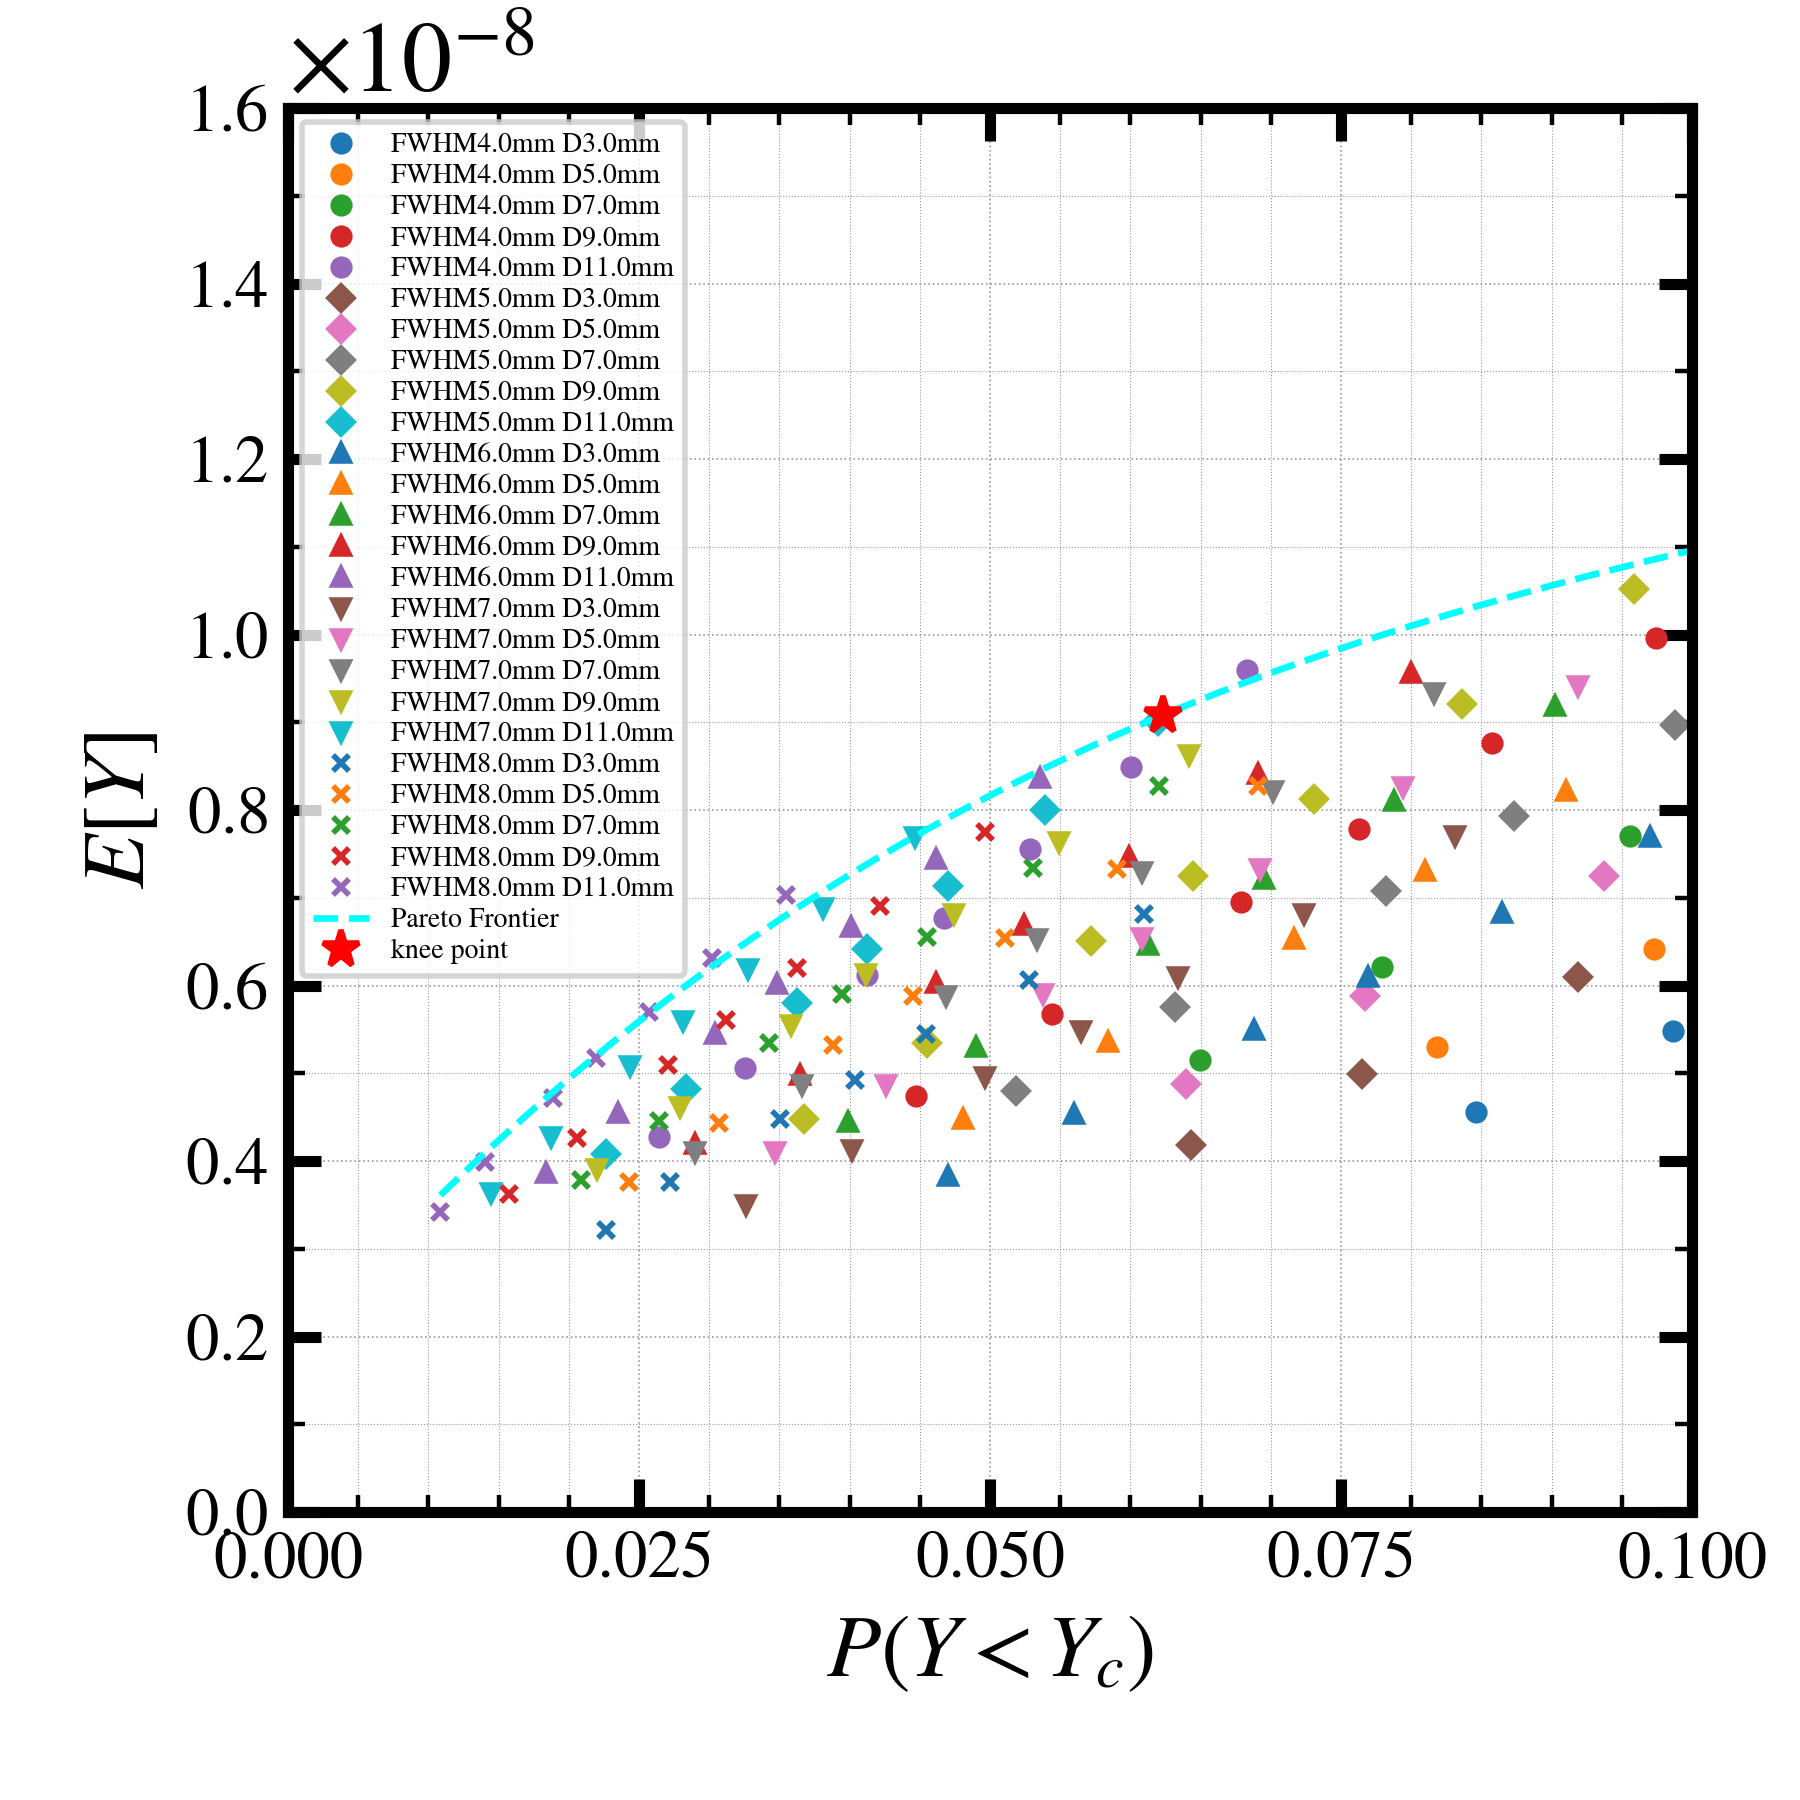 ×10⁻⁸
1.6
1.4
1.2
1.0
0.8
0.6
0.4
0.2
0.0
E[Y]
FWHM4.0mm D3.0mm
FWHM4.0mm D5.0mm
FWHM4.0mm D7.0mm
FWHM4.0mm D9.0mm
FWHM4.0mm D11.0mm
FWHM5.0mm D3.0mm
FWHM5.0mm D5.0mm
FWHM5.0mm D7.0mm
FWHM5.0mm D9.0mm
FWHM5.0mm D11.0mm
FWHM6.0mm D3.0mm
FWHM6.0mm D5.0mm
FWHM6.0mm D7.0mm
FWHM6.0mm D9.0mm
FWHM6.0mm D11.0mm
FWHM7.0mm D3.0mm
FWHM7.0mm D5.0mm
FWHM7.0mm D7.0mm
FWHM7.0mm D9.0mm
FWHM7.0mm D11.0mm
FWHM8.0mm D3.0mm
FWHM8.0mm D5.0mm
FWHM8.0mm D7.0mm
FWHM8.0mm D9.0mm
FWHM8.0mm D11.0mm
Pareto Frontier
knee point
0.000 0.025 0.050 0.075 0.100
P(Y < Y_c)